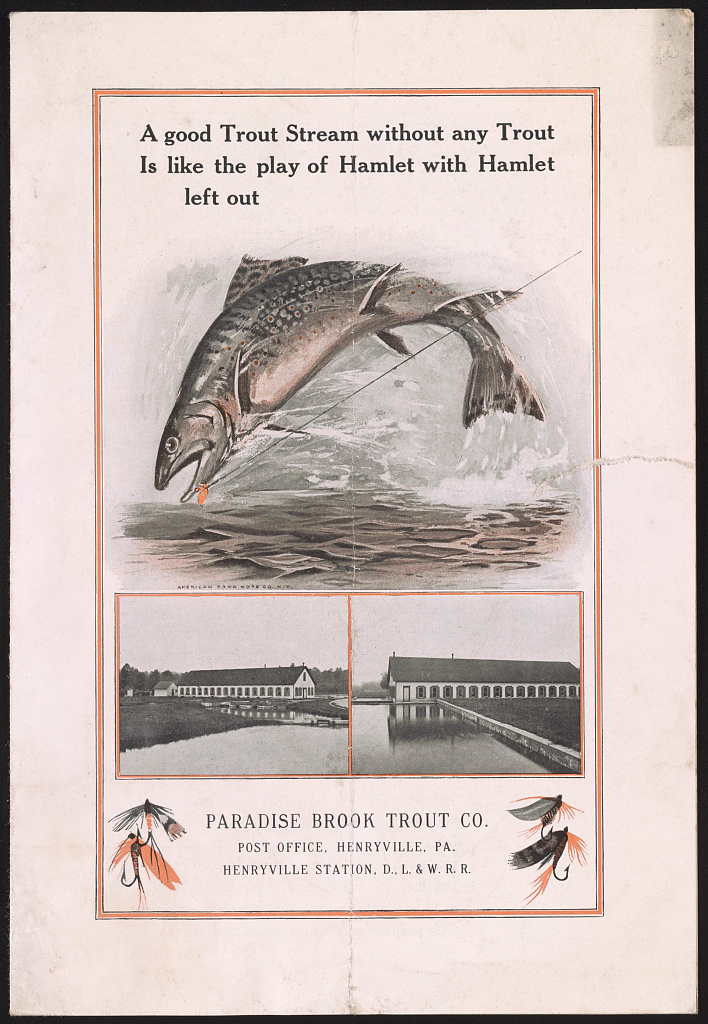 A good Trout Stream without any Trout
Is like the play of Hamlet with Hamlet
left out
AMERICAN BANK NOTE CO. N.Y.
PARADISE BROOK TROUT CO.
POST OFFICE, HENRYVILLE, PA.
HENRYVILLE STATION, D., L. & W. R. R.